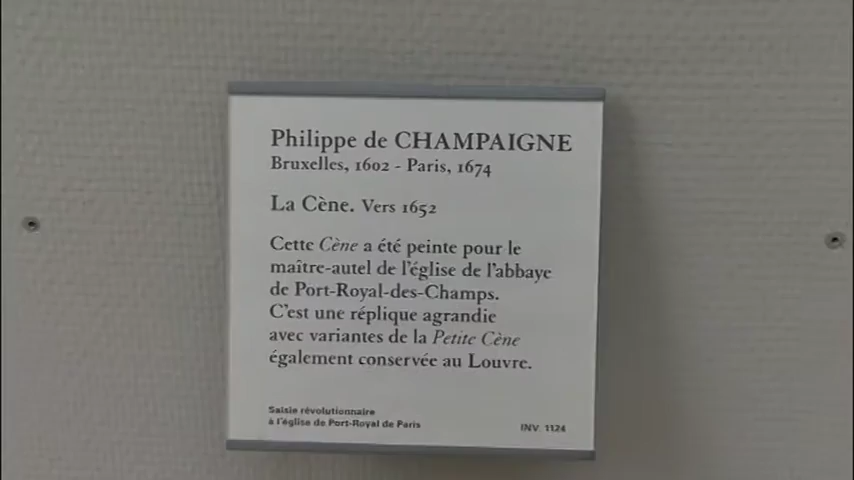 Philippe de CHAMPAIGNE
Bruxelles, 1602 - Paris, 1674
La Cène. Vers 1652
Cette Cène a été peinte pour le
maître-autel de l'église de l'abbaye
de Port-Royal-des-Champs.
C'est une réplique agrandie
avec variantes de la Petite Cène
également conservée au Louvre.
Saisie révolutionnaire
à l'église de Port-Royal de Paris
INV. 1124